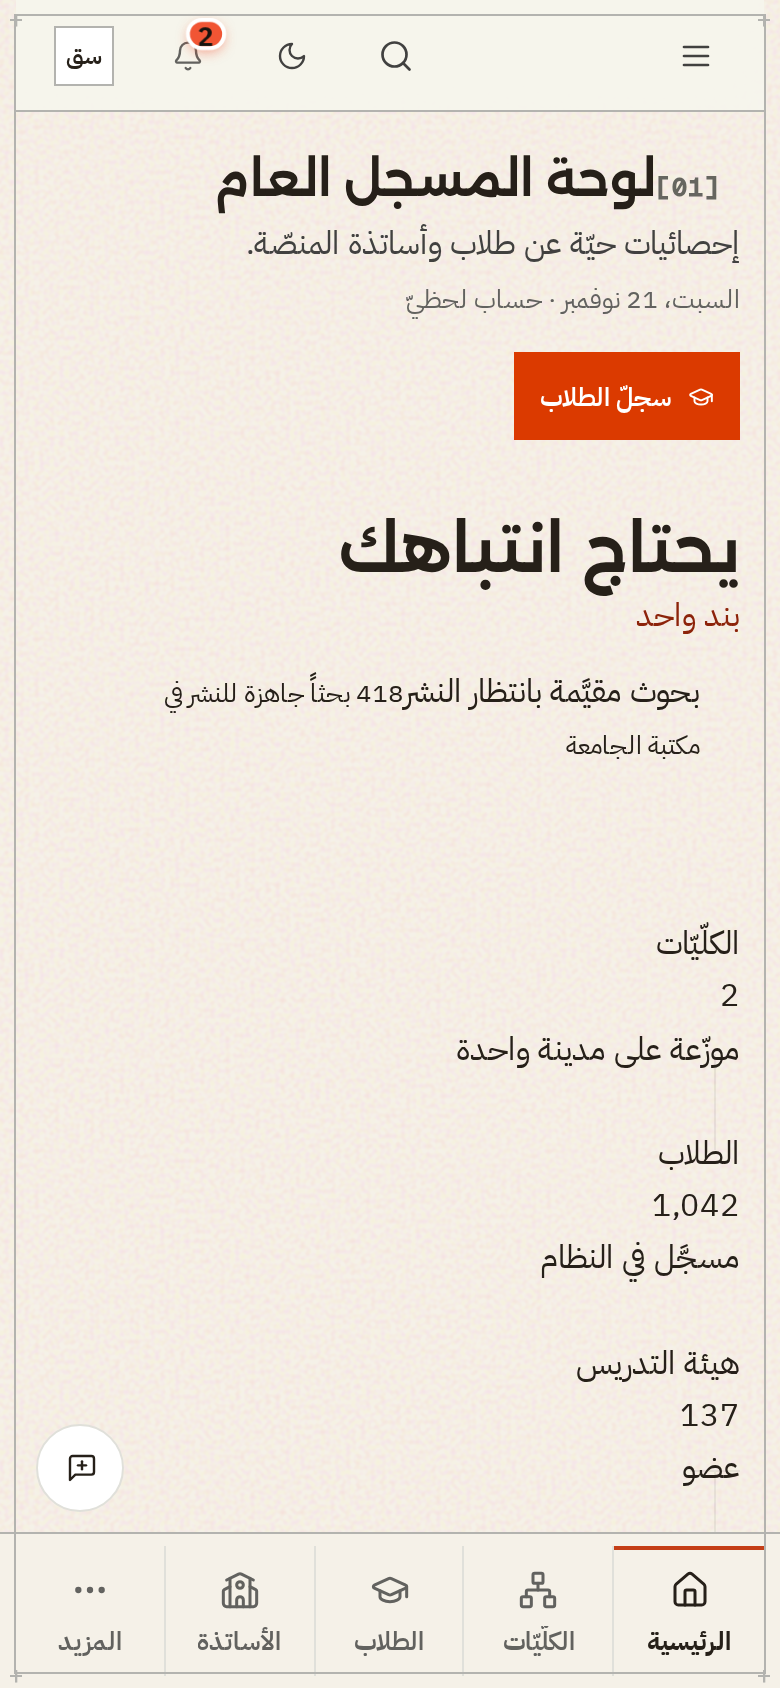 سق
2
[01] لوحة المسجل العام
إحصائيات حيّة عن طلاب وأساتذة المنصّة.
السبت، 21 نوفمبر · حساب لحظيّ
سجلّ الطلاب
يحتاج انتباهك
بند واحد
بحوث مقيَّمة بانتظار النشر418 بحثاً جاهزة للنشر في
مكتبة الجامعة
الكلّيّات
2
موزّعة على مدينة واحدة
الطلاب
1,042
مسجَّل في النظام
هيئة التدريس
137
عضو
الرئيسية
الكلّيّات
الطلاب
الأساتذة
المزيد